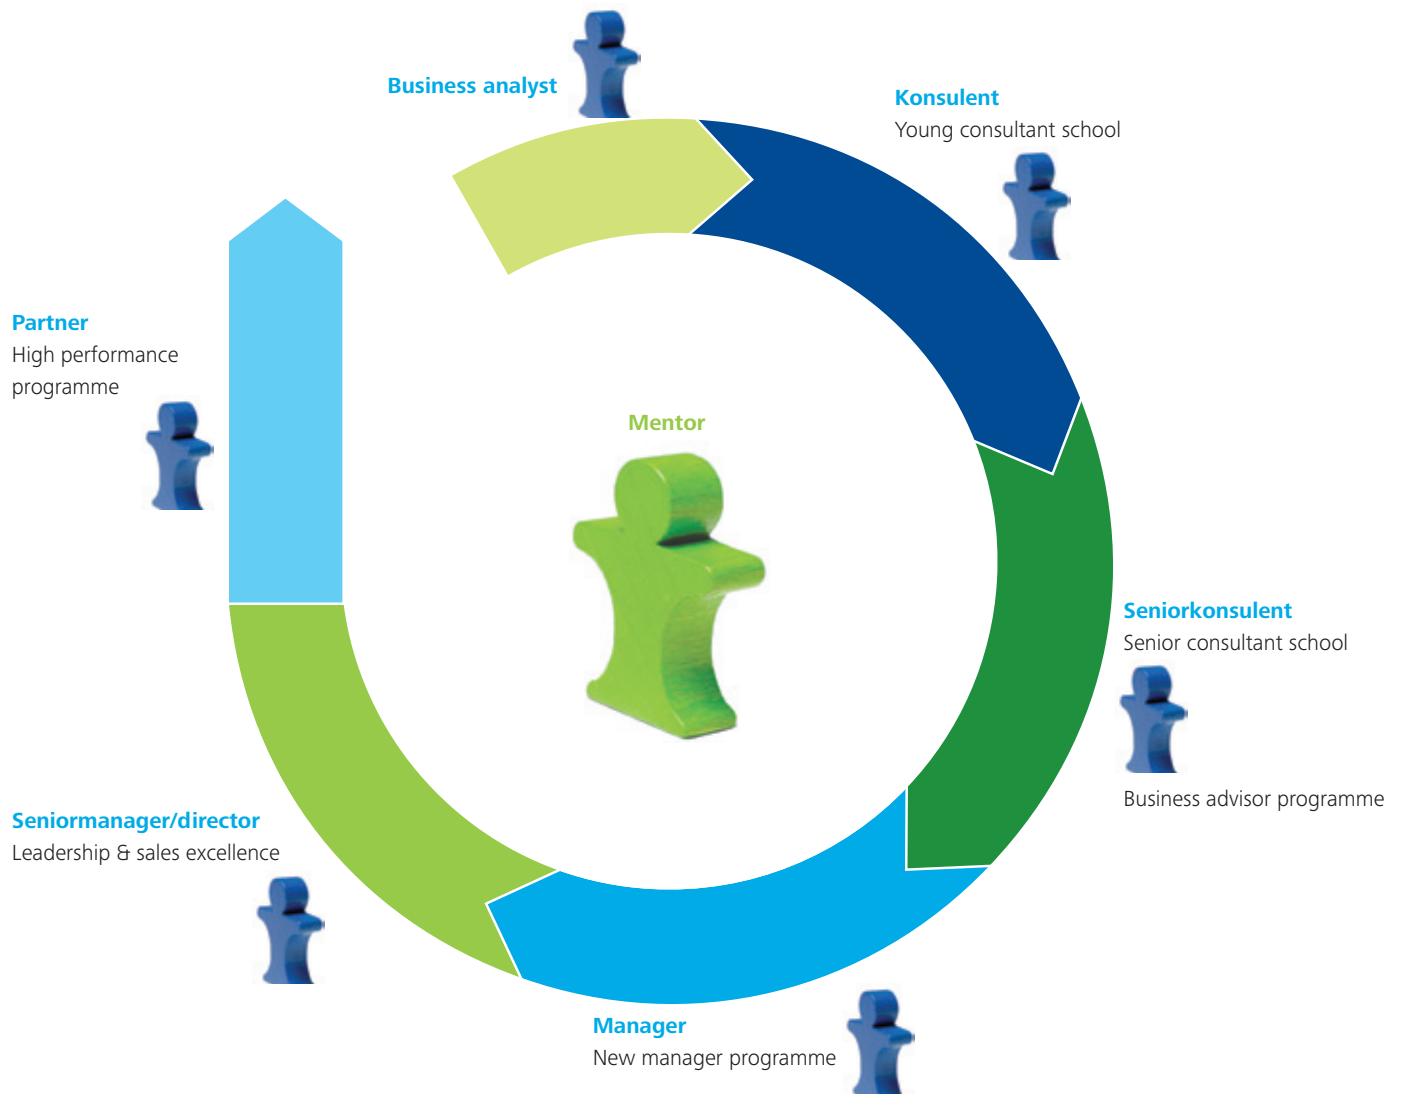 Business analyst
Konsulent
Young consultant school
Partner
High performance
programme
Mentor
Seniorkonsulent
Senior consultant school
Business advisor programme
Seniormanager/director
Leadership & sales excellence
Manager
New manager programme